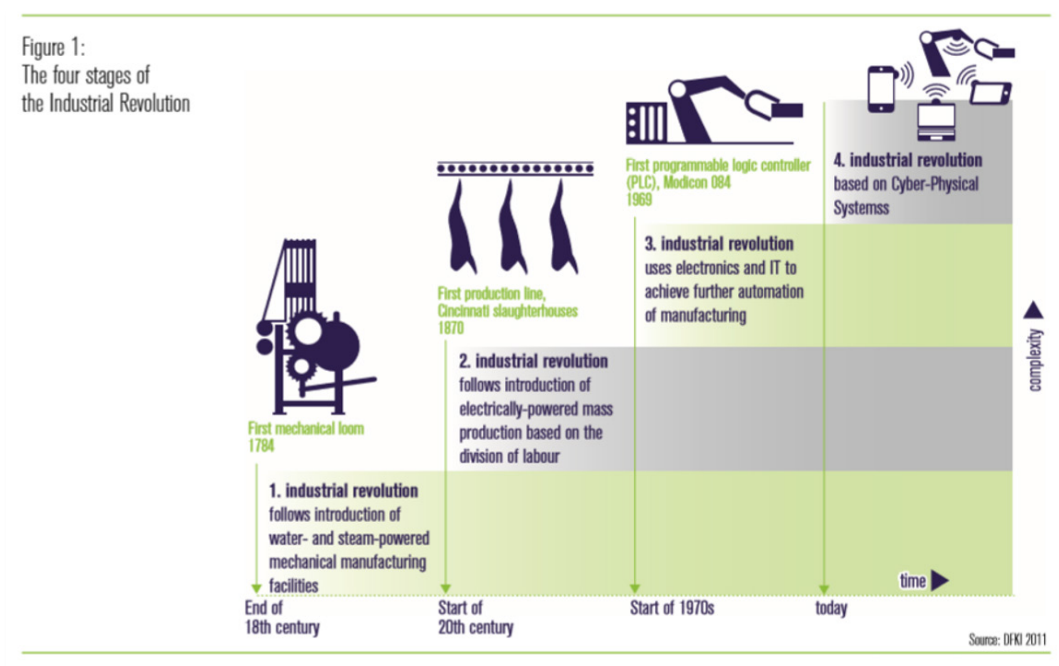 Figure 1:
The four stages of
the Industrial Revolution
First mechanical loom
1784
1. industrial revolution
follows introduction of
water- and steam-powered
mechanical manufacturing
facilities
End of
18th century
First production line,
Cincinnati slaughterhouses
1870
2. industrial revolution
follows introduction of
electrically-powered mass
production based on the
division of labour
Start of
20th century
First programmable logic controller
(PLC), Modicon 084
1969
3. industrial revolution
uses electronics and IT to
achieve further automation
of manufacturing
Start of 1970s
4. industrial revolution
based on Cyber-Physical
Systemss
today
time
complexity
Source: DFKI 2011